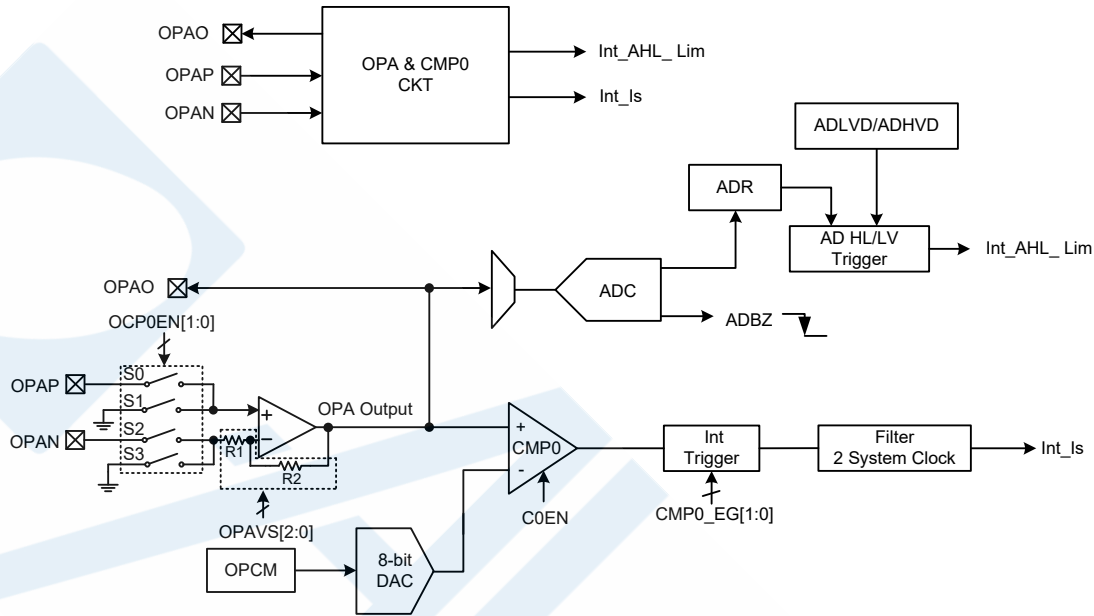 OPAO
OPAP
OPAN
OPA & CMP0
CKT
Int_AHL_ Lim
Int_Is
ADLVD/ADHVD
ADR
AD HL/LV
Trigger
Int_AHL_ Lim
OPAO
ADC
ADBZ
OCP0EN[1:0]
OPAP
S0
S1
OPAN
S2
S3
+
−
R1
R2
OPA Output
OPAVS[2:0]
+
CMP0
-
C0EN
Int
Trigger
CMP0_EG[1:0]
Filter
2 System Clock
Int_Is
OPCM
8-bit
DAC